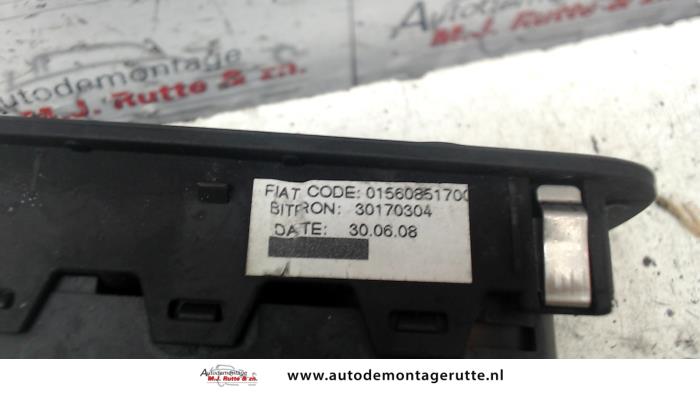 Autodemontage
M.J. Rutte & zn.
Autodemontage
M.J. Rutte & zn.
FIAT CODE: 01560851700
BITRON: 30170304
DATE: 30.06.08
Autodemontage
M.J. Rutte & zn.
www.autodemontagerutte.nl